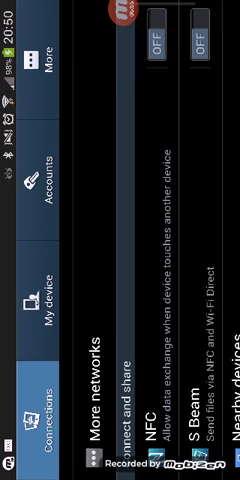 20:50
98%
Connections
My device
Accounts
More
More networks
onnect and share
NFC
Allow data exchange when device touches another device
OFF
S Beam
Send files via NFC and Wi-Fi Direct
OFF
Nearby devices
Recorded by Mobizen